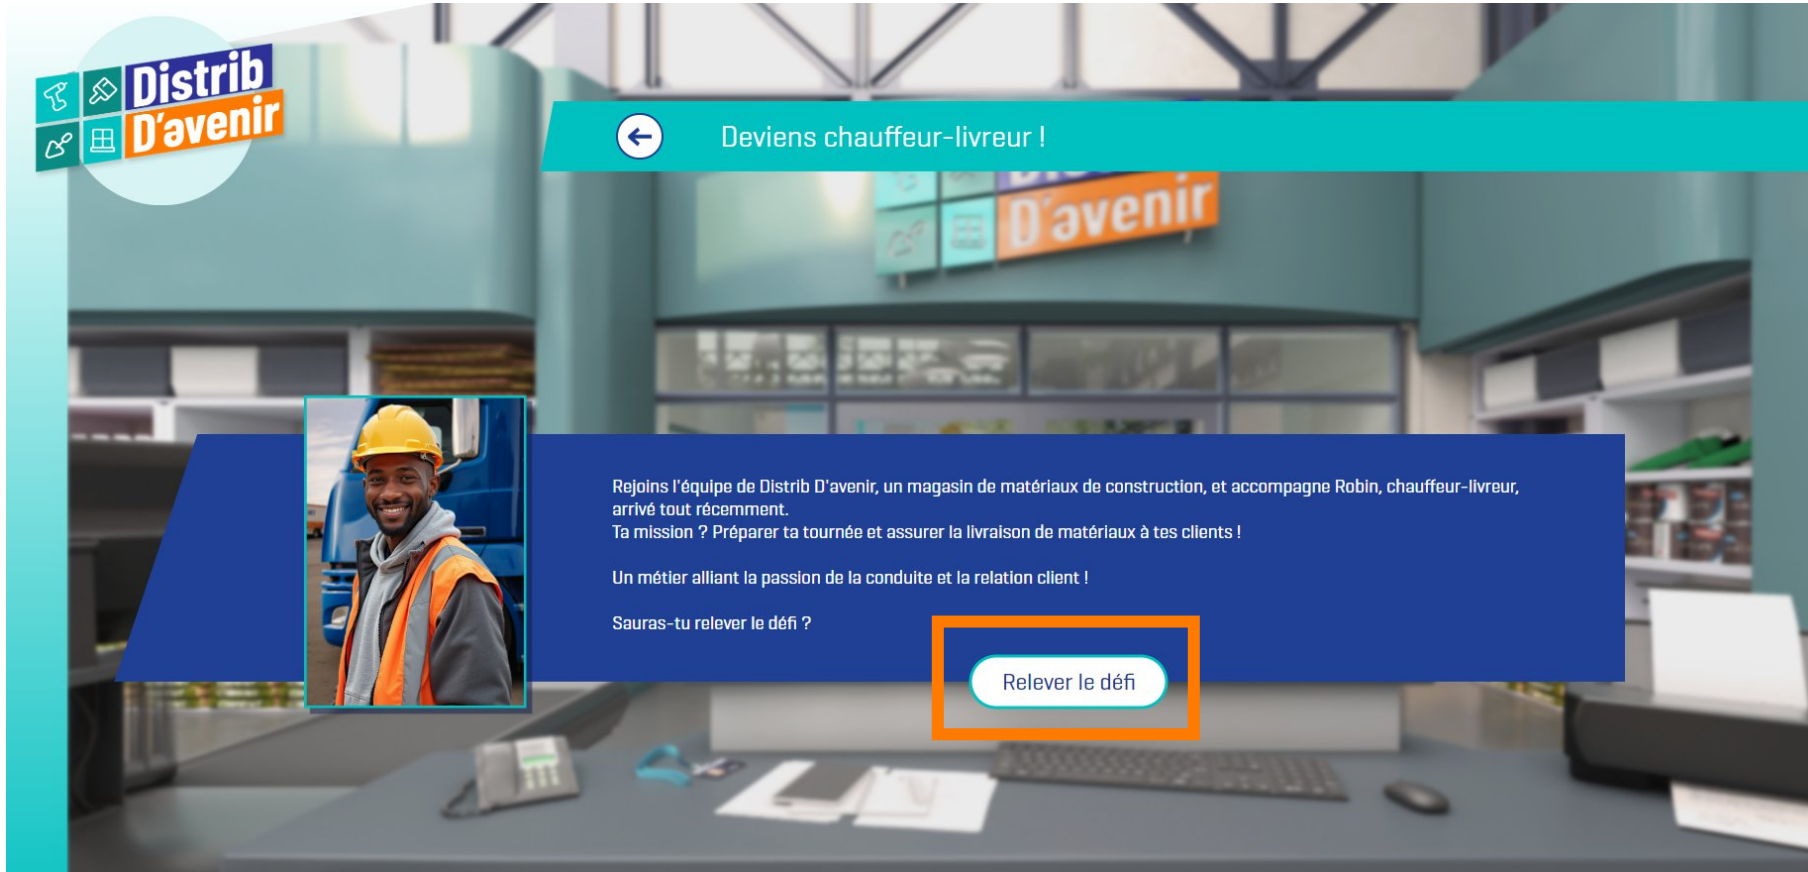 Distrib
D'avenir
Deviens chauffeur-livreur !
D'avenir
Rejoins l'équipe de Distrib D'avenir, un magasin de matériaux de construction, et accompagne Robin, chauffeur-livreur,
arrivé tout récemment.
Ta mission ? Préparer ta tournée et assurer la livraison de matériaux à tes clients !
Un métier alliant la passion de la conduite et la relation client !
Sauras-tu relever le défi ?
Relever le défi